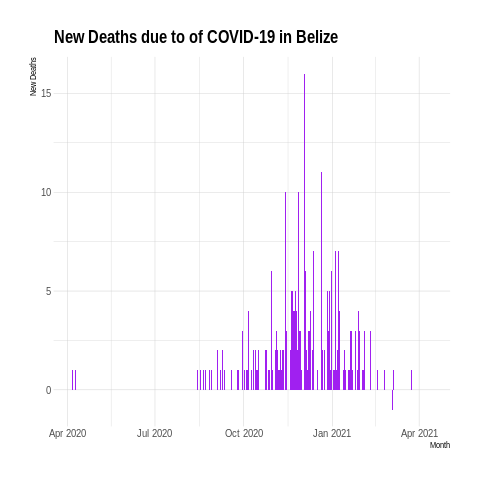 New Deaths due to of COVID-19 in Belize
New Deaths
15
10
5
0
Apr 2020
Jul 2020
Oct 2020
Jan 2021
Apr 2021
Month